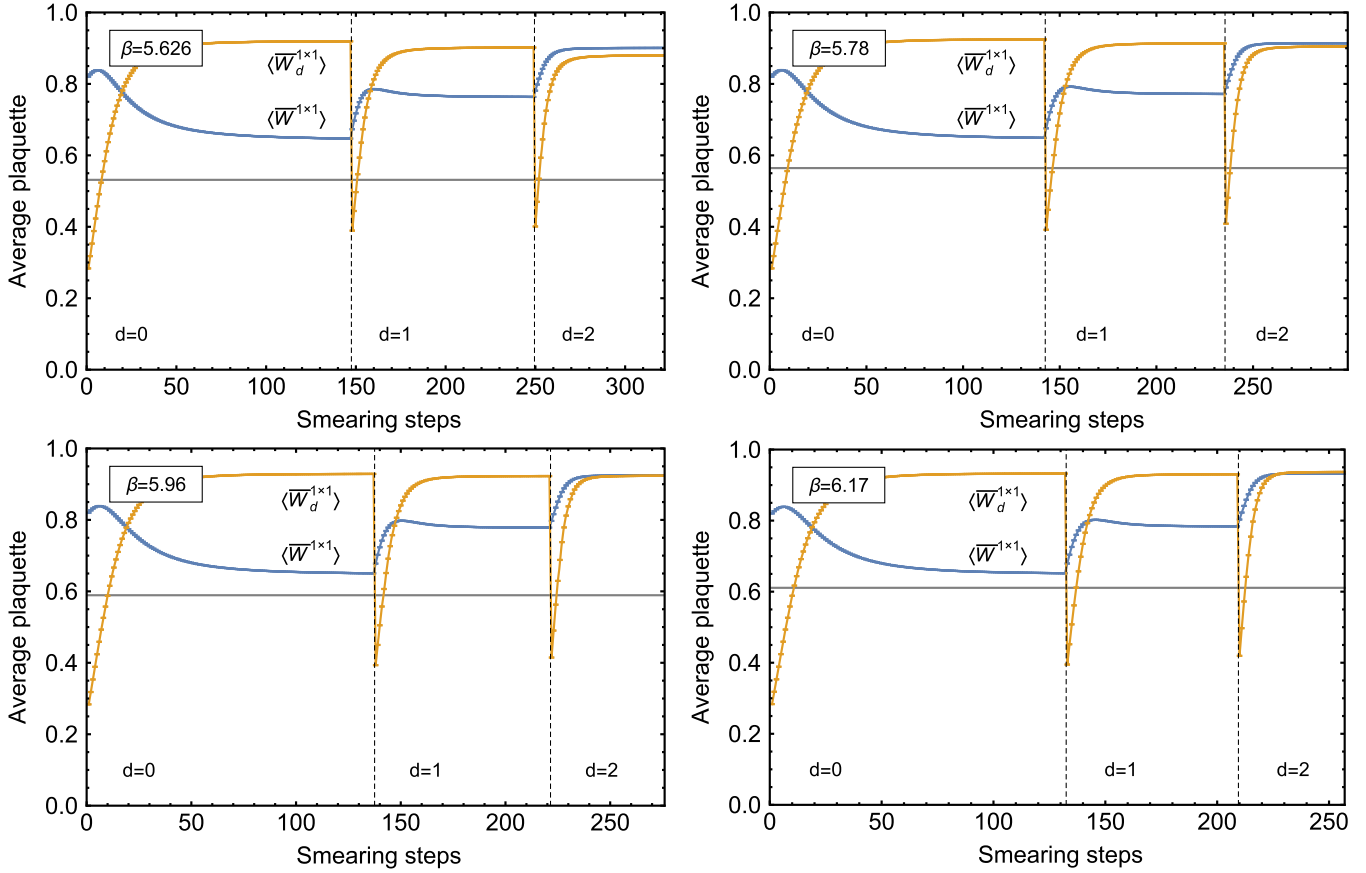 β=5.626
⟨W̅_d^{1×1}⟩
⟨W̅^{1×1}⟩
d=0
d=1
d=2
Average plaquette
1.0
0.8
0.6
0.4
0.2
0.0
0
50
100
150
200
250
300
Smearing steps
β=5.78
⟨W̅_d^{1×1}⟩
⟨W̅^{1×1}⟩
d=0
d=1
d=2
Average plaquette
1.0
0.8
0.6
0.4
0.2
0.0
0
50
100
150
200
250
Smearing steps
β=5.96
⟨W̅_d^{1×1}⟩
⟨W̅^{1×1}⟩
d=0
d=1
d=2
Average plaquette
1.0
0.8
0.6
0.4
0.2
0.0
0
50
100
150
200
250
Smearing steps
β=6.17
⟨W̅_d^{1×1}⟩
⟨W̅^{1×1}⟩
d=0
d=1
d=2
Average plaquette
1.0
0.8
0.6
0.4
0.2
0.0
0
50
100
150
200
250
Smearing steps